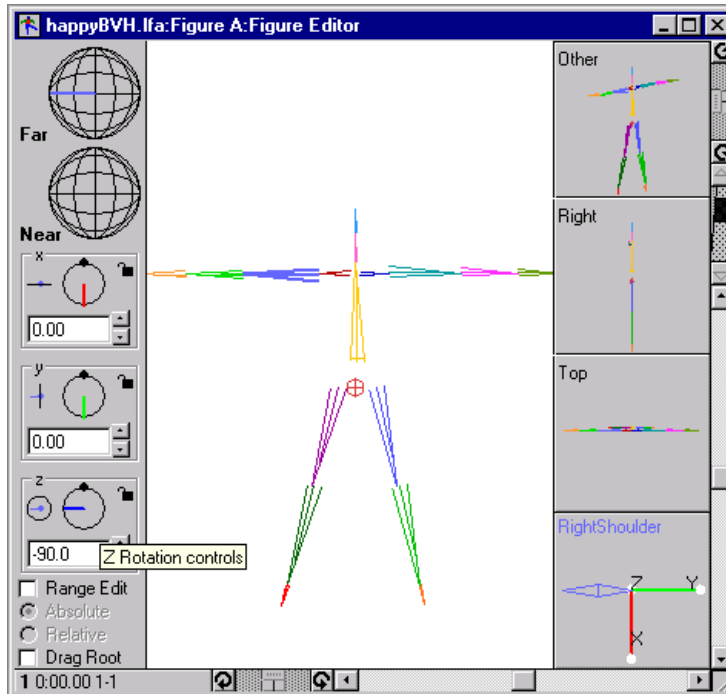 happyBVH.lfa:Figure A:Figure Editor
Far
Near
x
0.00
y
0.00
z
-90.0
Z Rotation controls
Range Edit
Absolute
Relative
Drag Root
1 0:00.00 1-1
Other
Right
Top
RightShoulder
Z
Y
X